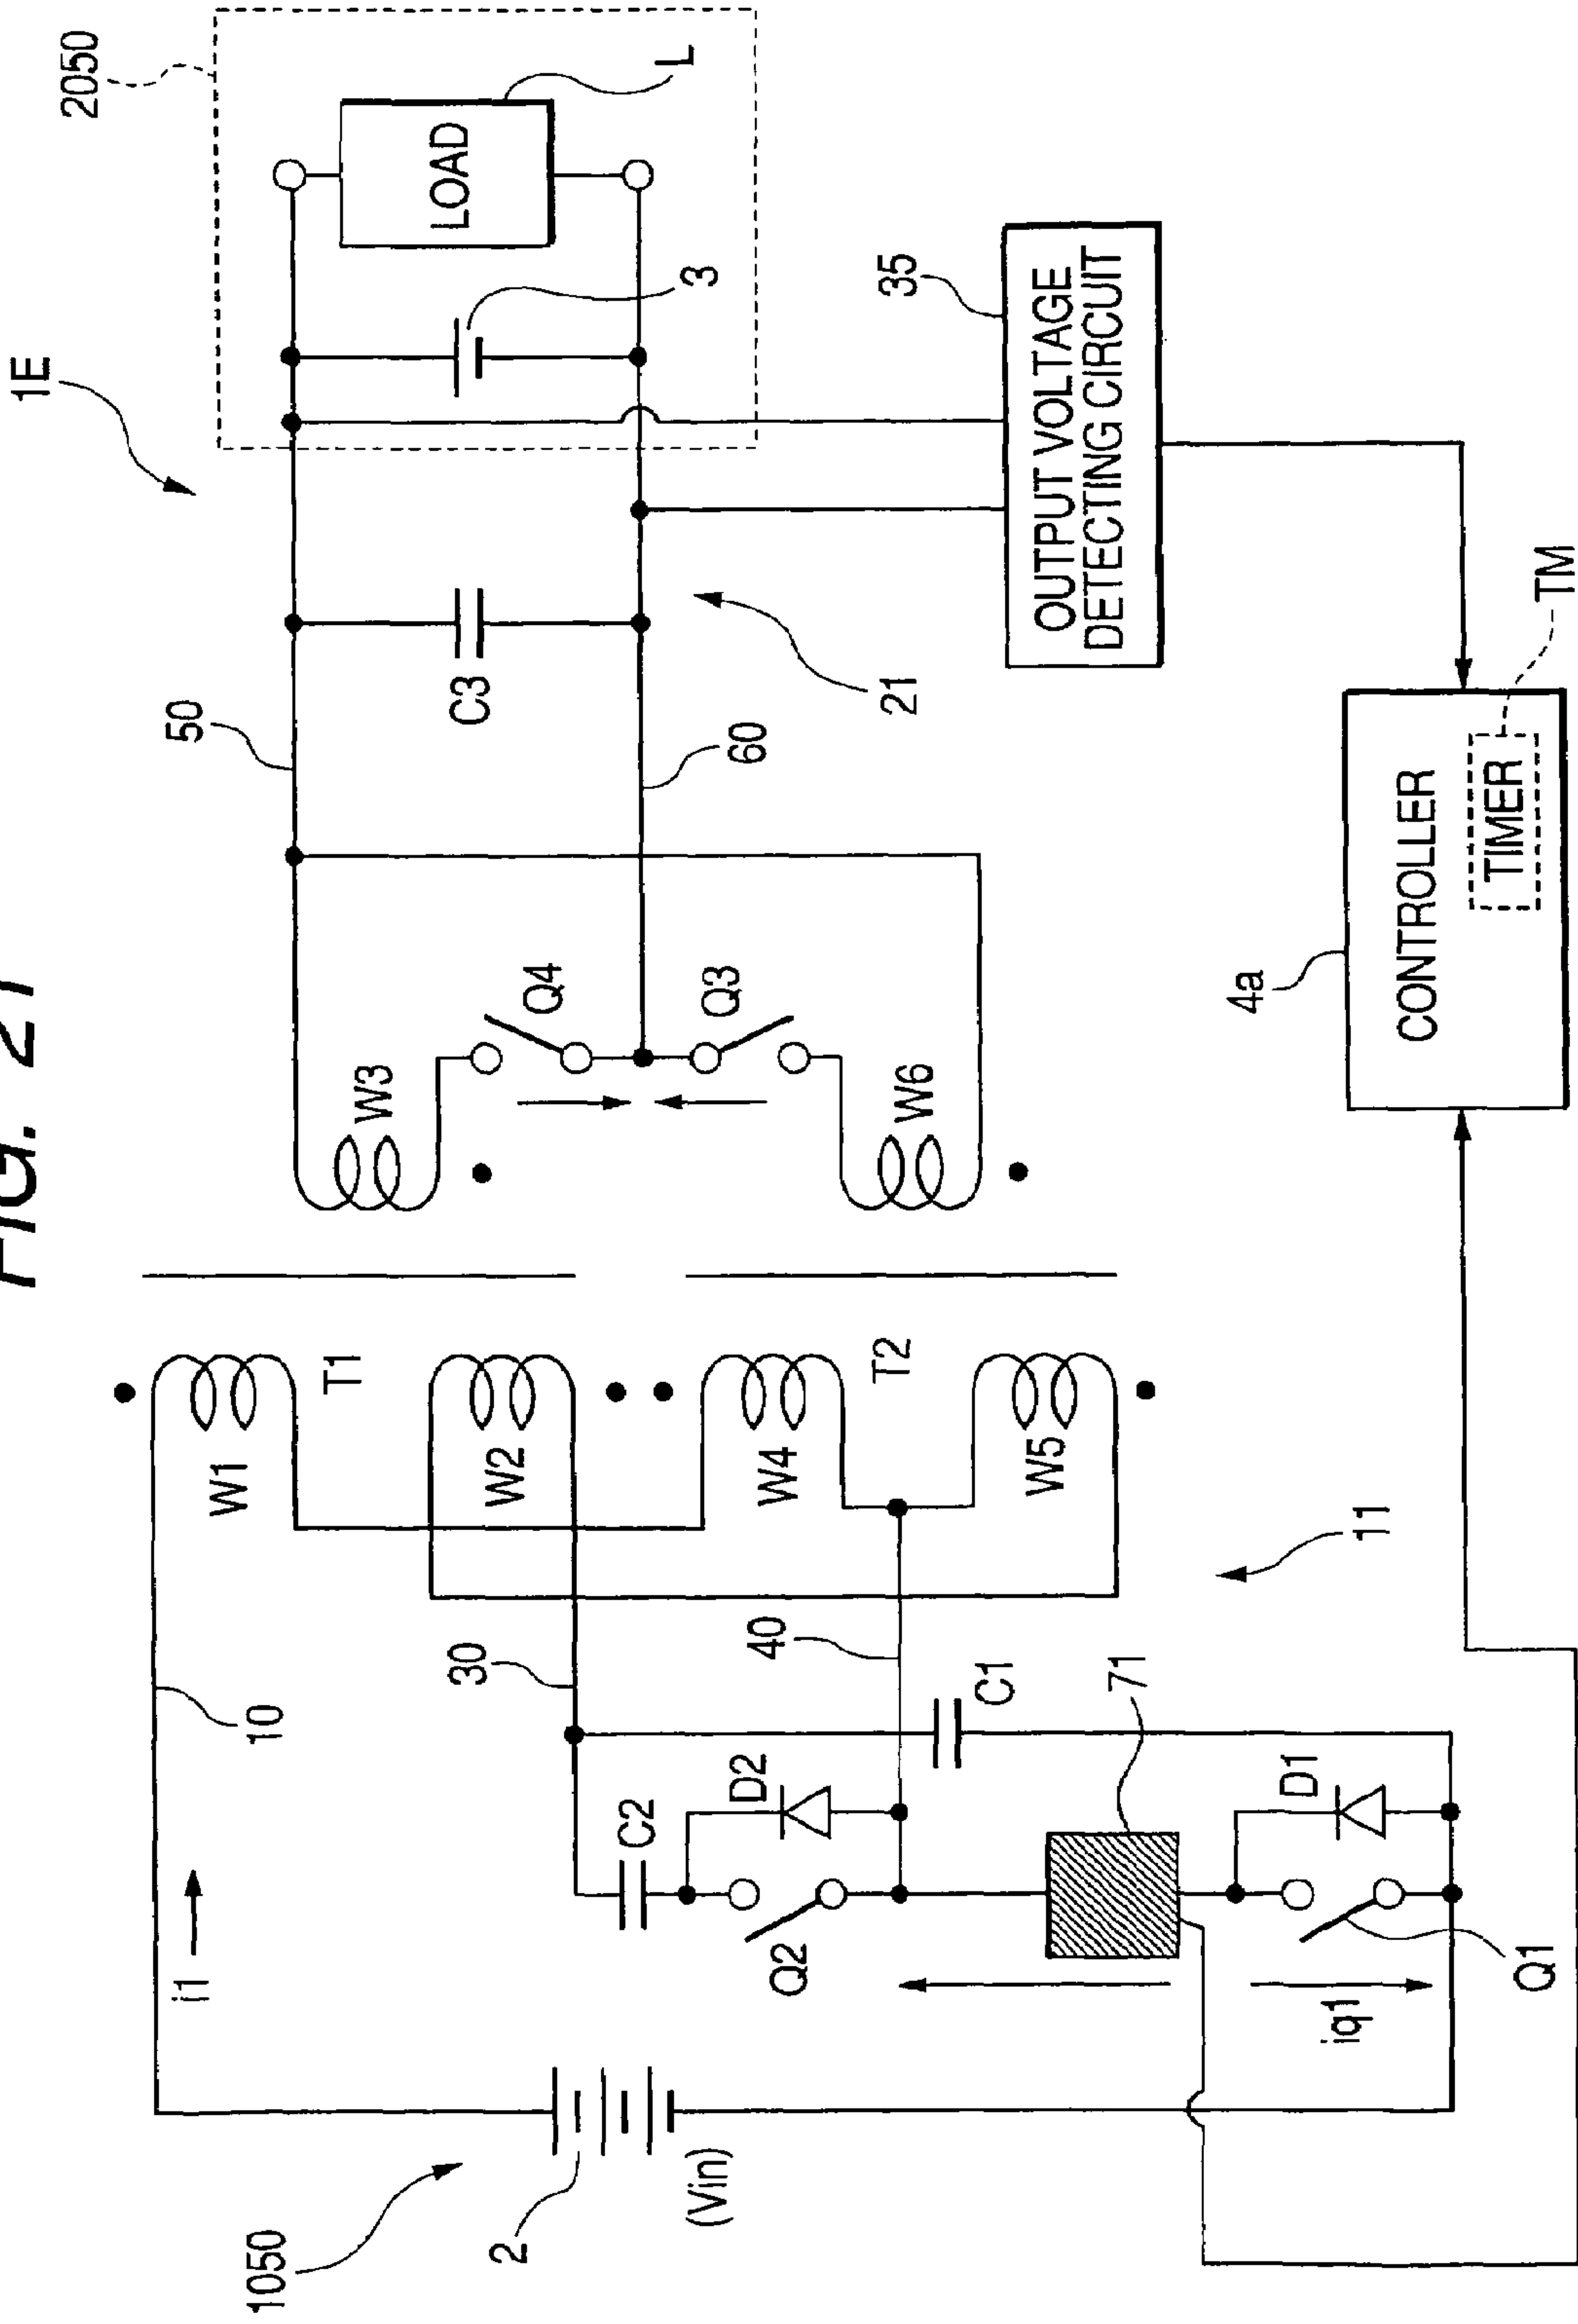 FIG. 21
1E
2050
LOAD
L
3
50
C3
60
21
35
OUTPUT VOLTAGE
DETECTING CIRCUIT
Q4
Q3
W3
W6
4a
CONTROLLER
TIMER
TM
T1
T2
W1
W2
W4
W5
11
10
30
40
C1
71
C2
D2
D1
i1
Q2
iq1
Q1
1050
2
(Vin)